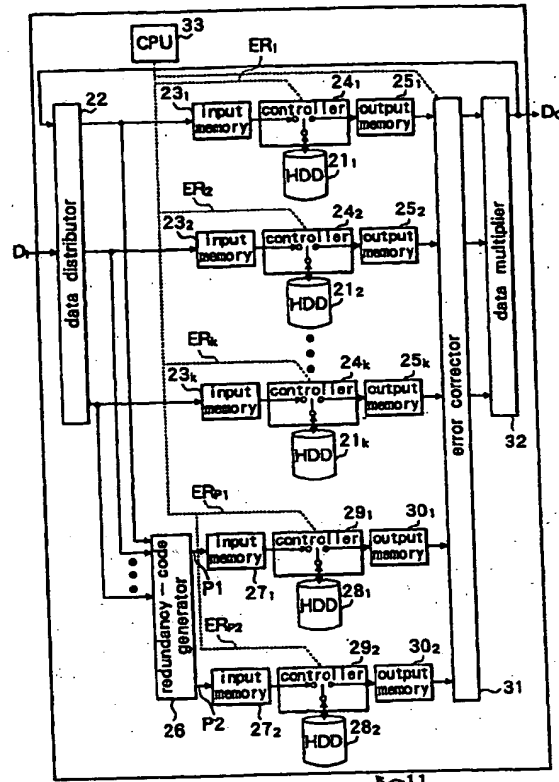 CPU
33
ER1
22
23₁
input memory
controller
24₁
output memory
25₁
Do
HDD
21₁
ER2
23₂
input memory
controller
24₂
output memory
25₂
data distributor
HDD
21₂
ERk
23k
input memory
controller
24k
output memory
25k
HDD
21k
error corrector
data multiplier
32
ERP1
input memory
27₁
controller
29₁
output memory
30₁
P1
HDD
28₁
redundancy-code generator
26
ERP2
P2
input memory
27₂
controller
29₂
output memory
30₂
HDD
28₂
31